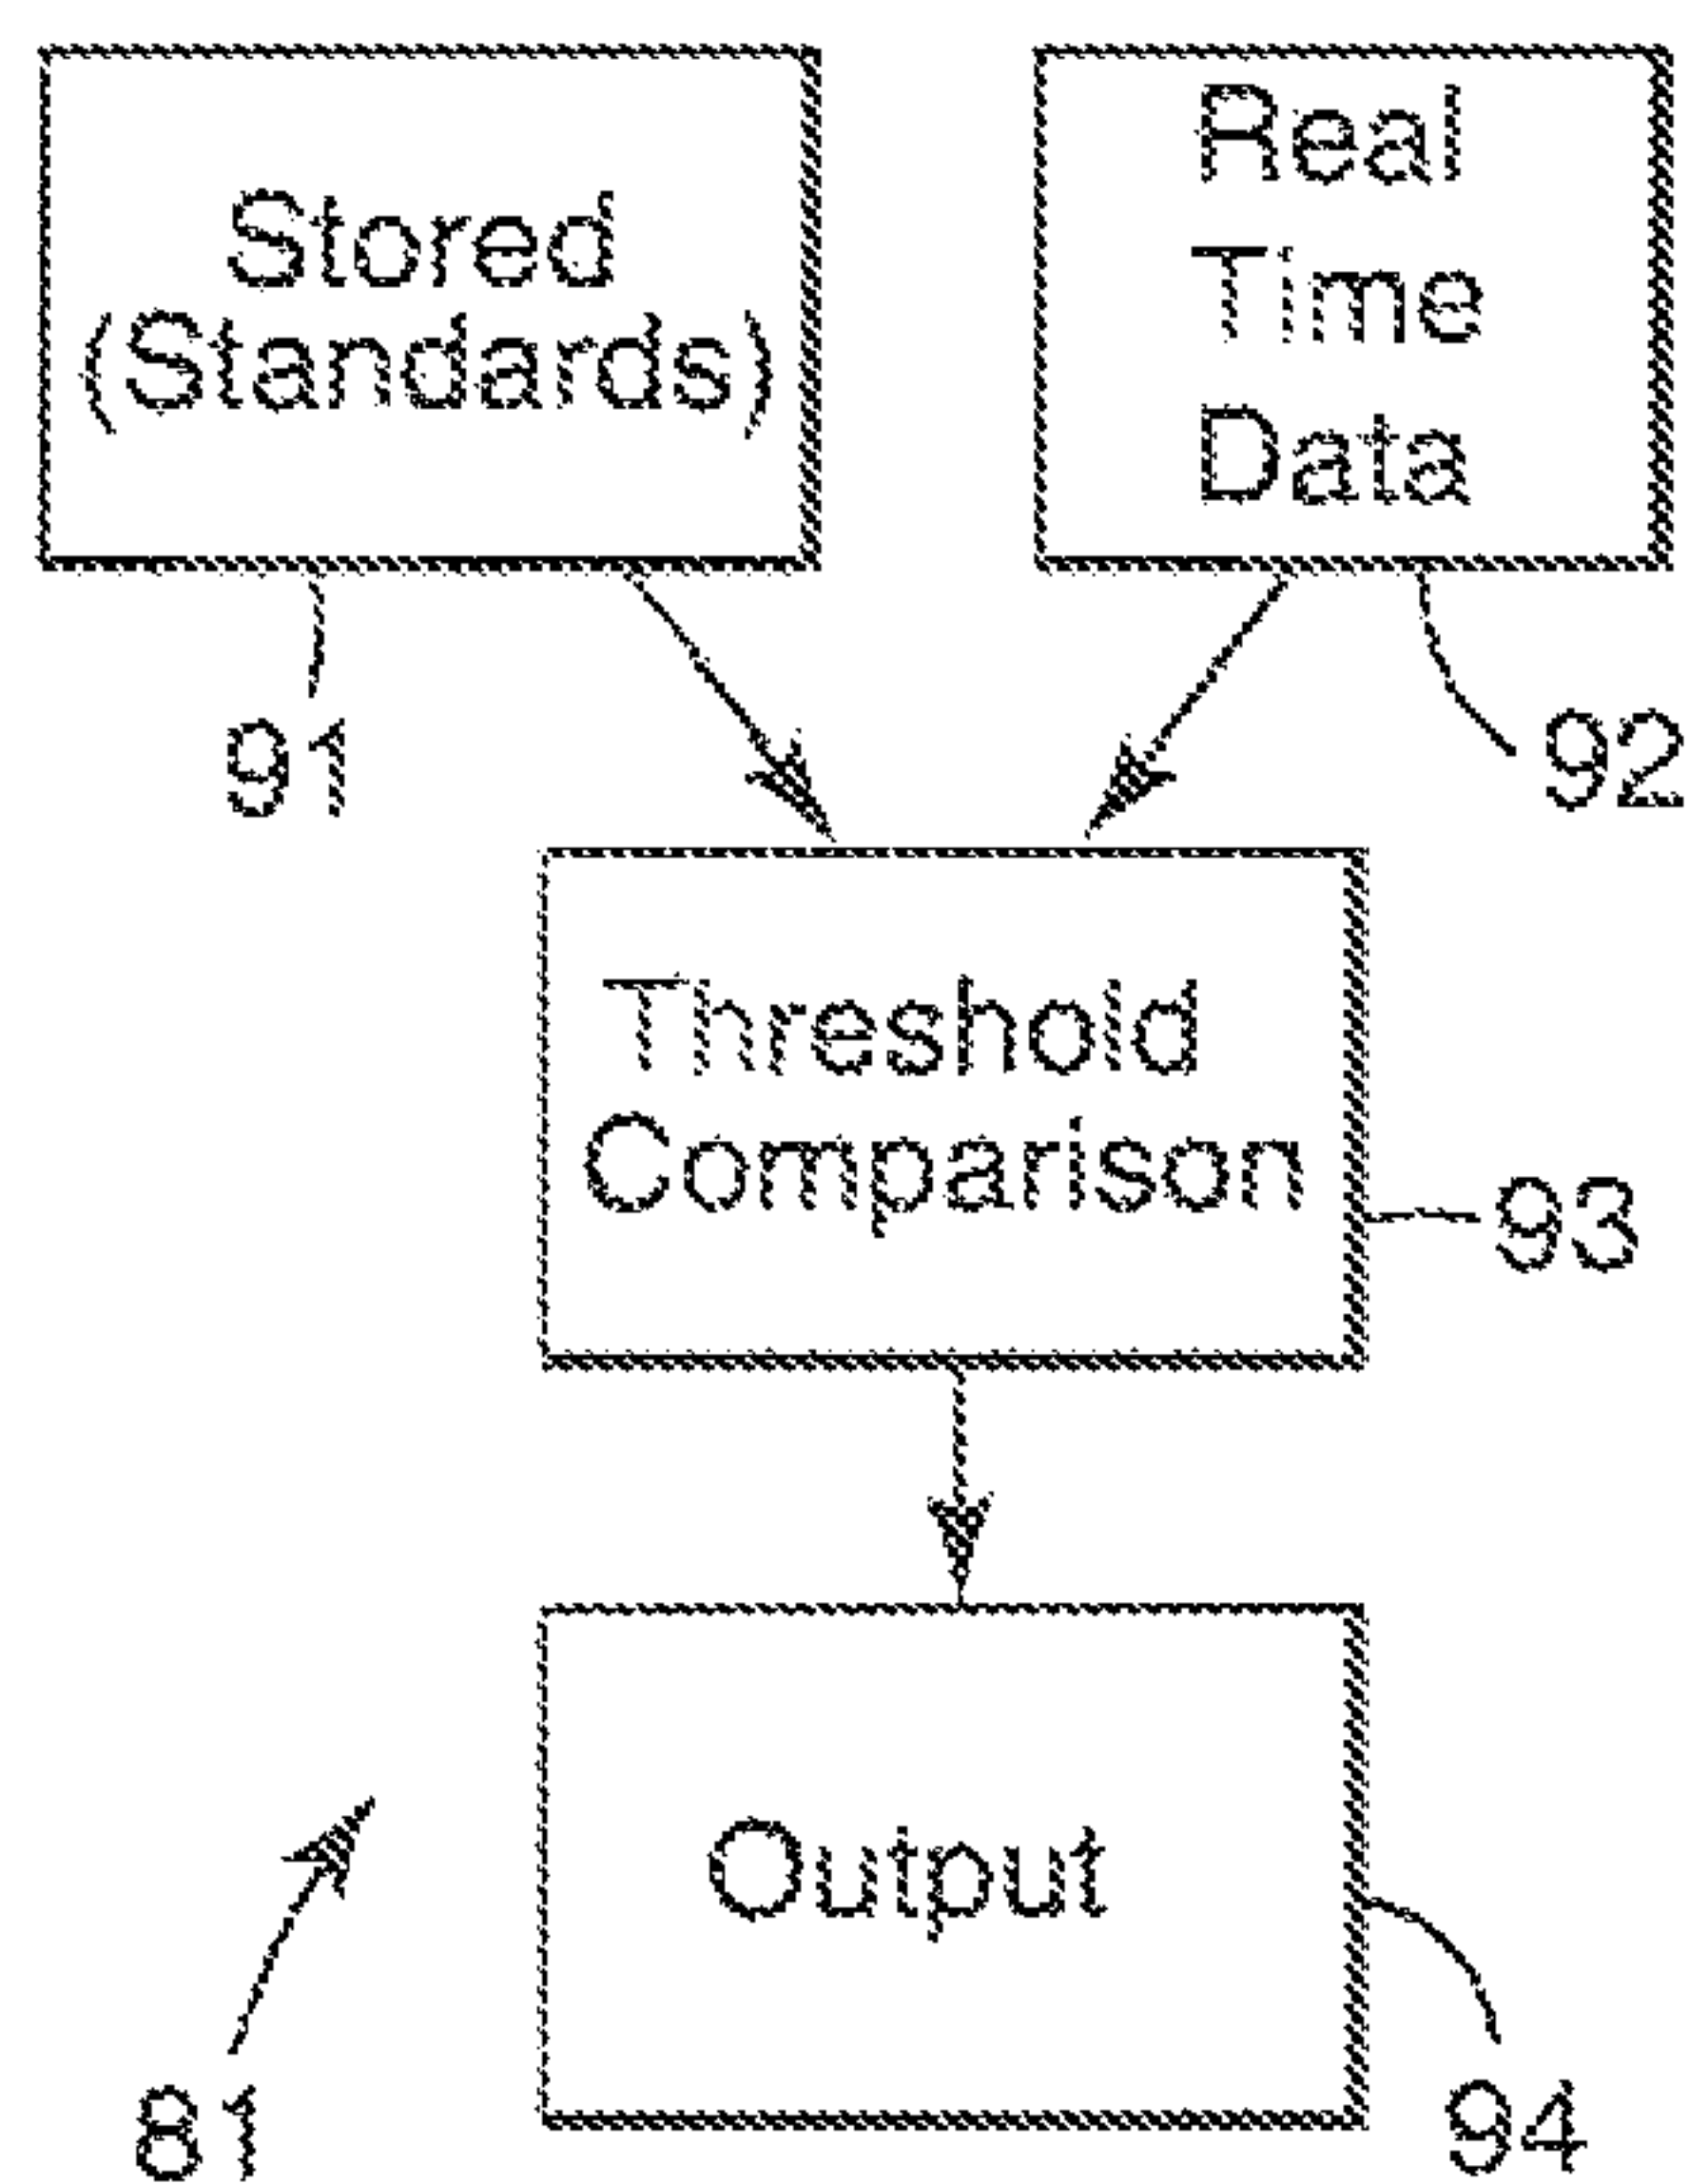 Stored
(Standards)
Real
Time
Data
91
92
Threshold
Comparison
93
Output
81
94